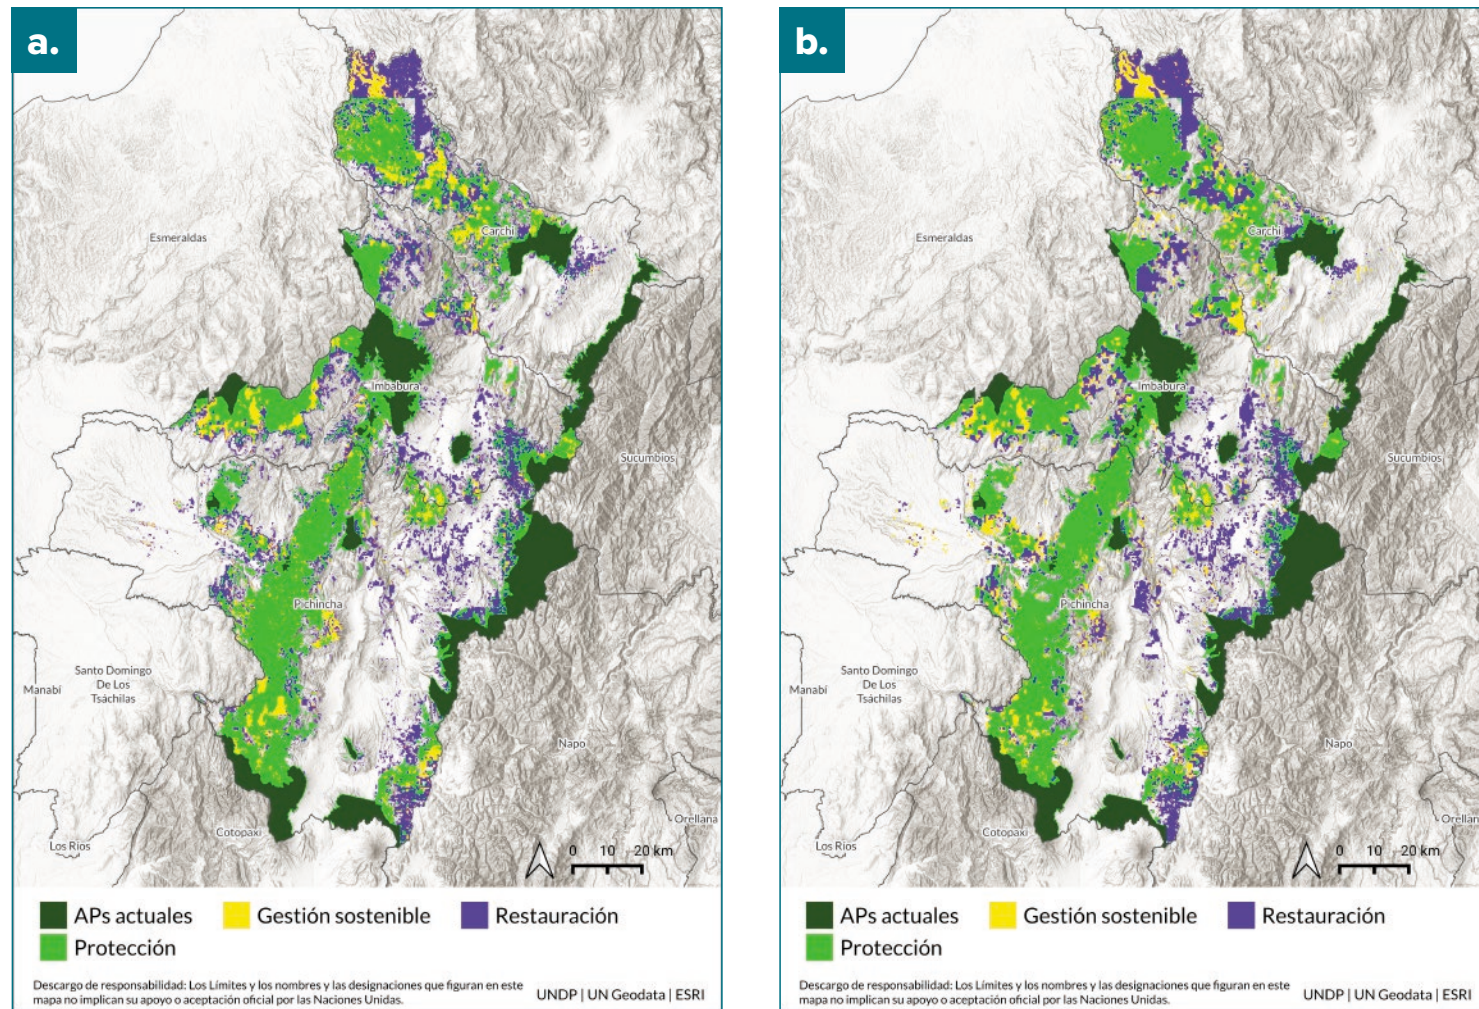 a.
Esmeraldas
Carchi
Imbabura
Sucumbios
Pichincha
Santo Domingo
De Los
Tsáchilas
Manabí
Napo
Cotopaxi
Orellana
Los Ríos
0 10 20 km
APs actuales
Gestión sostenible
Restauración
Protección
Descargo de responsabilidad: Los Límites y los nombres y las designaciones que figuran en este
mapa no implican su apoyo o aceptación oficial por las Naciones Unidas.
UNDP | UN Geodata | ESRI
b.
Esmeraldas
Carchi
Imbabura
Sucumbios
Pichincha
Santo Domingo
De Los
Tsáchilas
Manabí
Napo
Cotopaxi
Orellan
Los Ríos
0 10 20 km
APs actuales
Gestión sostenible
Restauración
Protección
Descargo de responsabilidad: Los Límites y los nombres y las designaciones que figuran en este
mapa no implican su apoyo o aceptación oficial por las Naciones Unidas.
UNDP | UN Geodata | ESRI